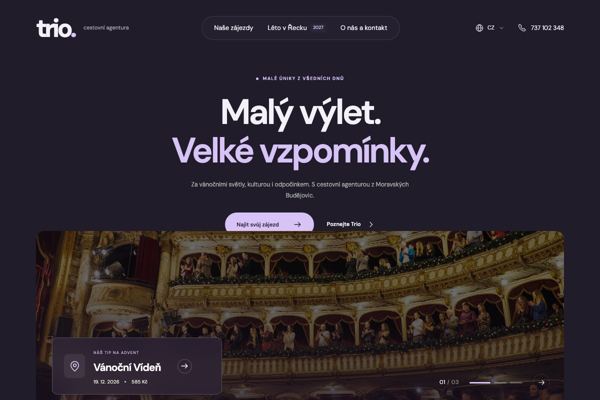 trio.
cestovní agentura
Naše zájezdy
Léto v Řecku 2027
O nás a kontakt
CZ
737 102 348
MALÉ ÚNIKY Z VŠEDNÍCH DNŮ
Malý výlet.
Velké vzpomínky.
Za vánočními světly, kulturou i odpočinkem. S cestovní agenturou z Moravských
Budějovic.
Najít svůj zájezd
Poznejte Trio
NÁŠ TIP NA ADVENT
Vánoční Vídeň
19. 12. 2026 • 585 Kč
01 / 03